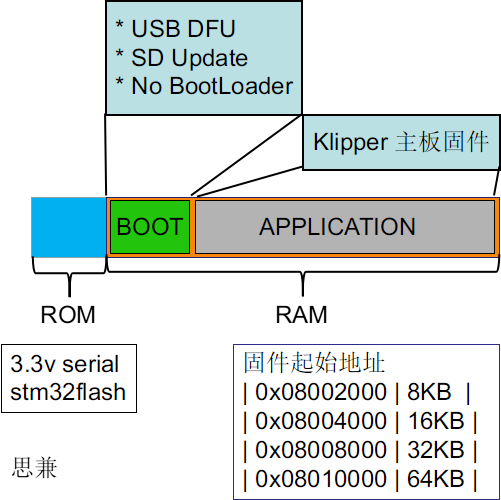 * USB DFU
* SD Update
* No BootLoader
Klipper 主板固件
BOOT
APPLICATION
ROM
RAM
3.3v serial
stm32flash
固件起始地址
| 0x08002000 | 8KB |
| 0x08004000 | 16KB |
| 0x08008000 | 32KB |
| 0x08010000 | 64KB |
思兼